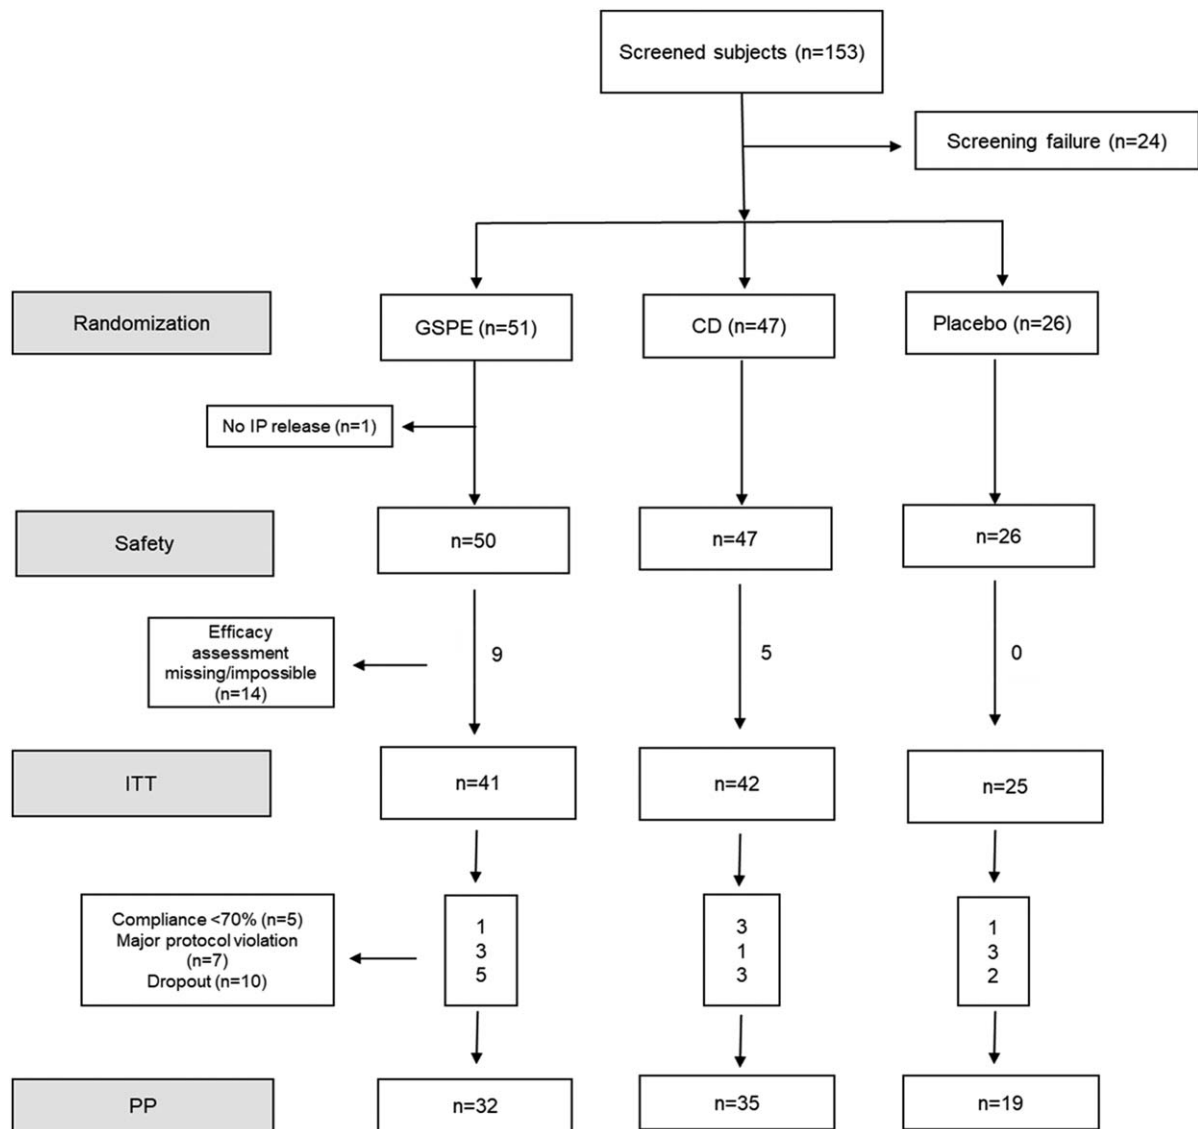 Screened subjects (n=153)
Screening failure (n=24)
Randomization
GSPE (n=51)
CD (n=47)
Placebo (n=26)
No IP release (n=1)
Safety
n=50
n=47
n=26
Efficacy
assessment
missing/impossible
(n=14)
9
5
0
ITT
n=41
n=42
n=25
Compliance <70% (n=5)
Major protocol violation
(n=7)
Dropout (n=10)
1
3
5
3
1
3
1
3
2
PP
n=32
n=35
n=19